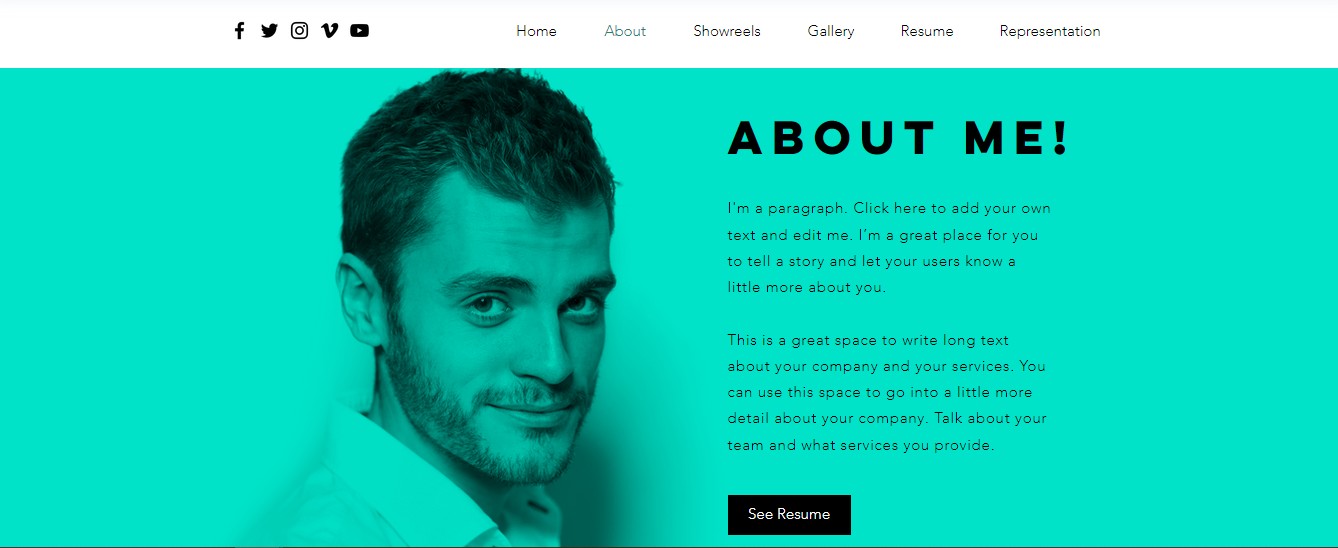 Home About Showreels Gallery Resume Representation
ABOUT ME!
I'm a paragraph. Click here to add your own
text and edit me. I’m a great place for you
to tell a story and let your users know a
little more about you.
This is a great space to write long text
about your company and your services. You
can use this space to go into a little more
detail about your company. Talk about your
team and what services you provide.
See Resume